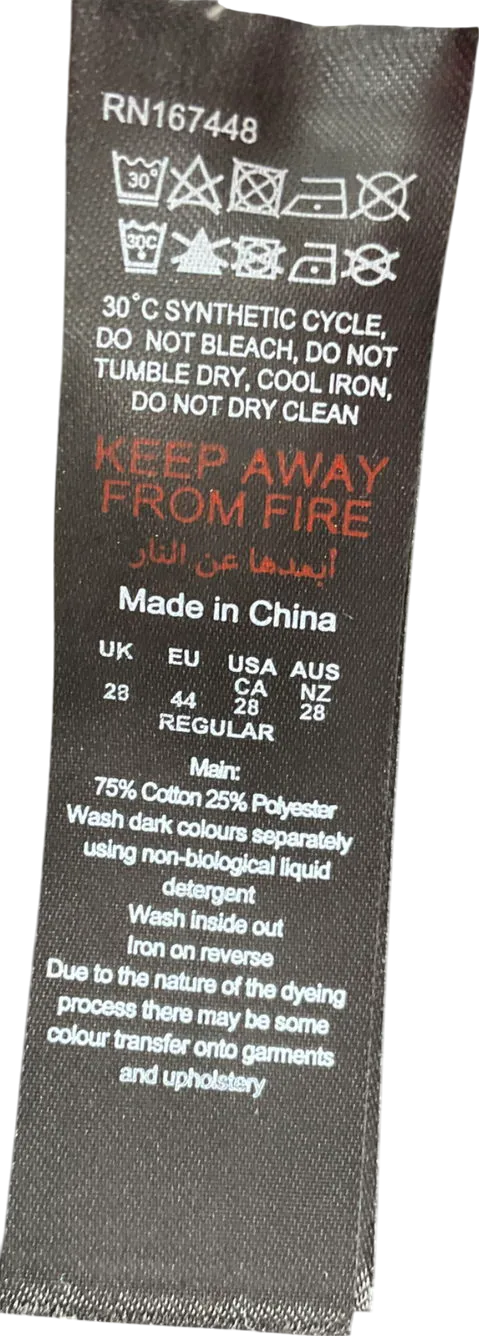 RN167448
30°
30C
30°C SYNTHETIC CYCLE,
DO NOT BLEACH, DO NOT
TUMBLE DRY, COOL IRON,
DO NOT DRY CLEAN
KEEP AWAY
FROM FIRE
أبعدها عن النار
Made in China
UK EU USA CA AUS NZ
28 44 28 28
REGULAR
Main:
75% Cotton 25% Polyester
Wash dark colours separately
using non-biological liquid
detergent
Wash inside out
Iron on reverse
Due to the nature of the dyeing
process there may be some
colour transfer onto garments
and upholstery